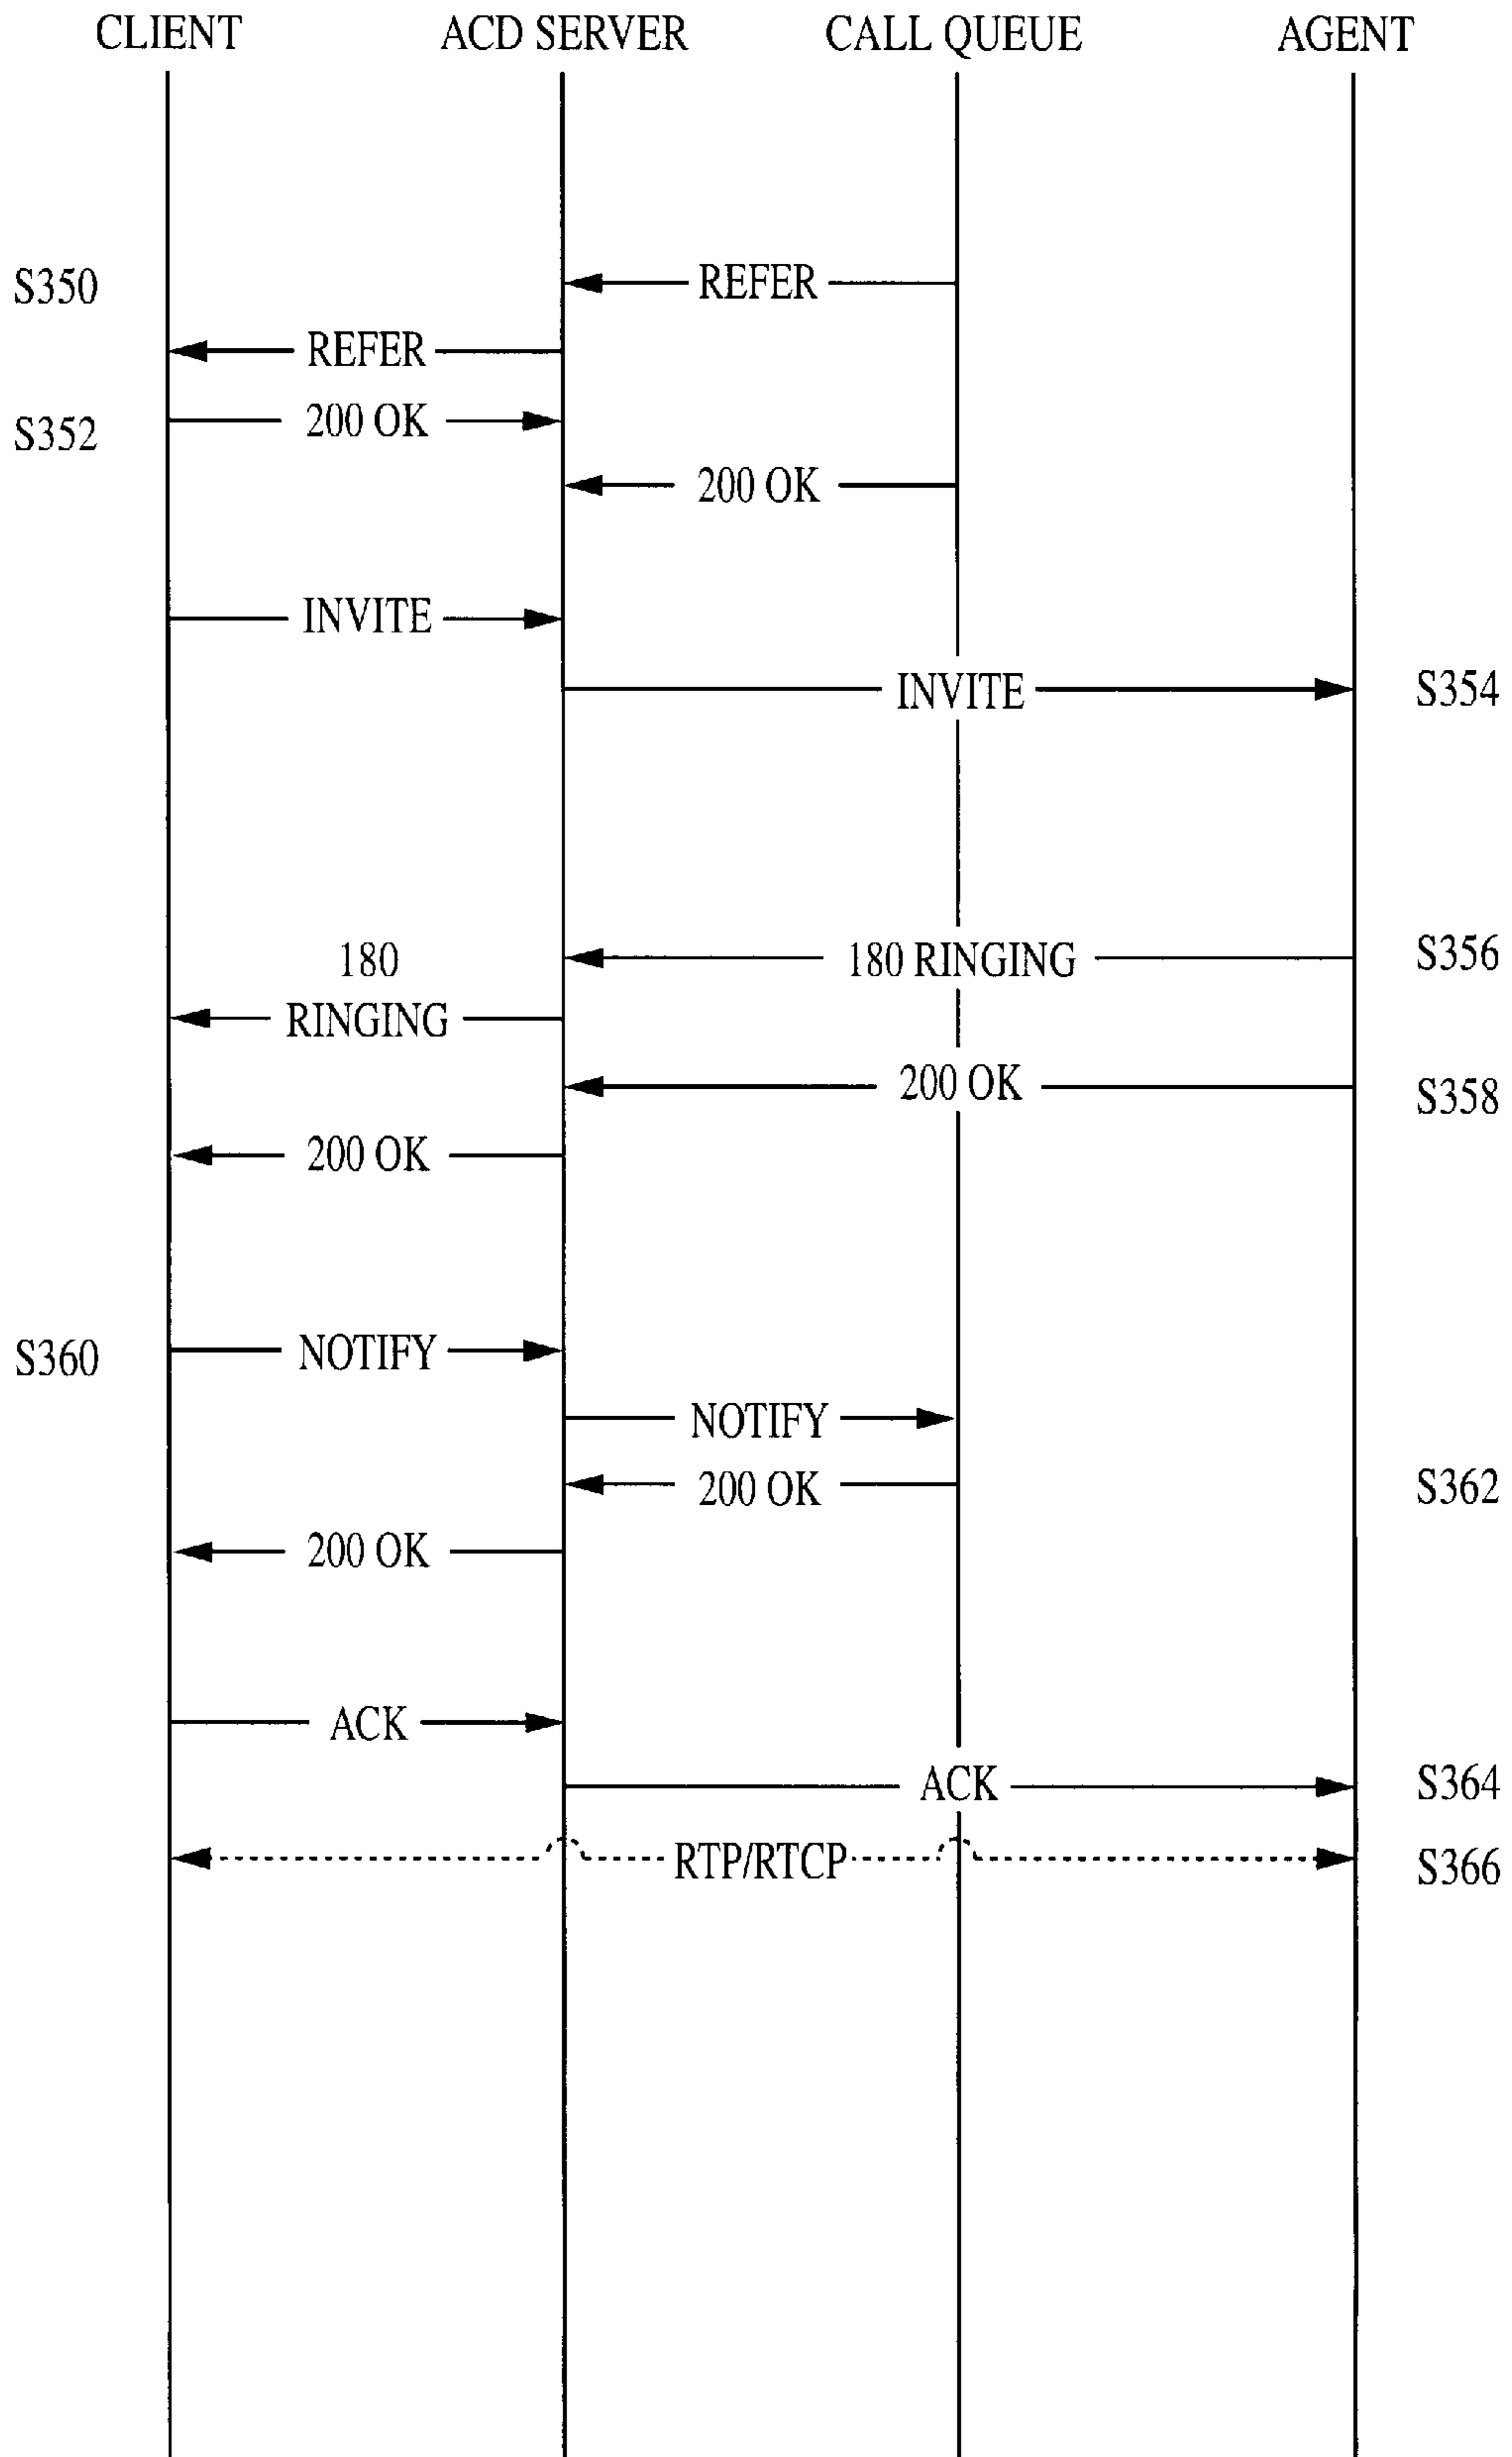 CLIENT ACD SERVER CALL QUEUE AGENT
S350 REFER
REFER
S352 200 OK
200 OK
INVITE
INVITE S354
180 180 RINGING S356
RINGING
200 OK S358
200 OK
S360 NOTIFY
NOTIFY
200 OK S362
200 OK
ACK
ACK S364
RTP/RTCP S366